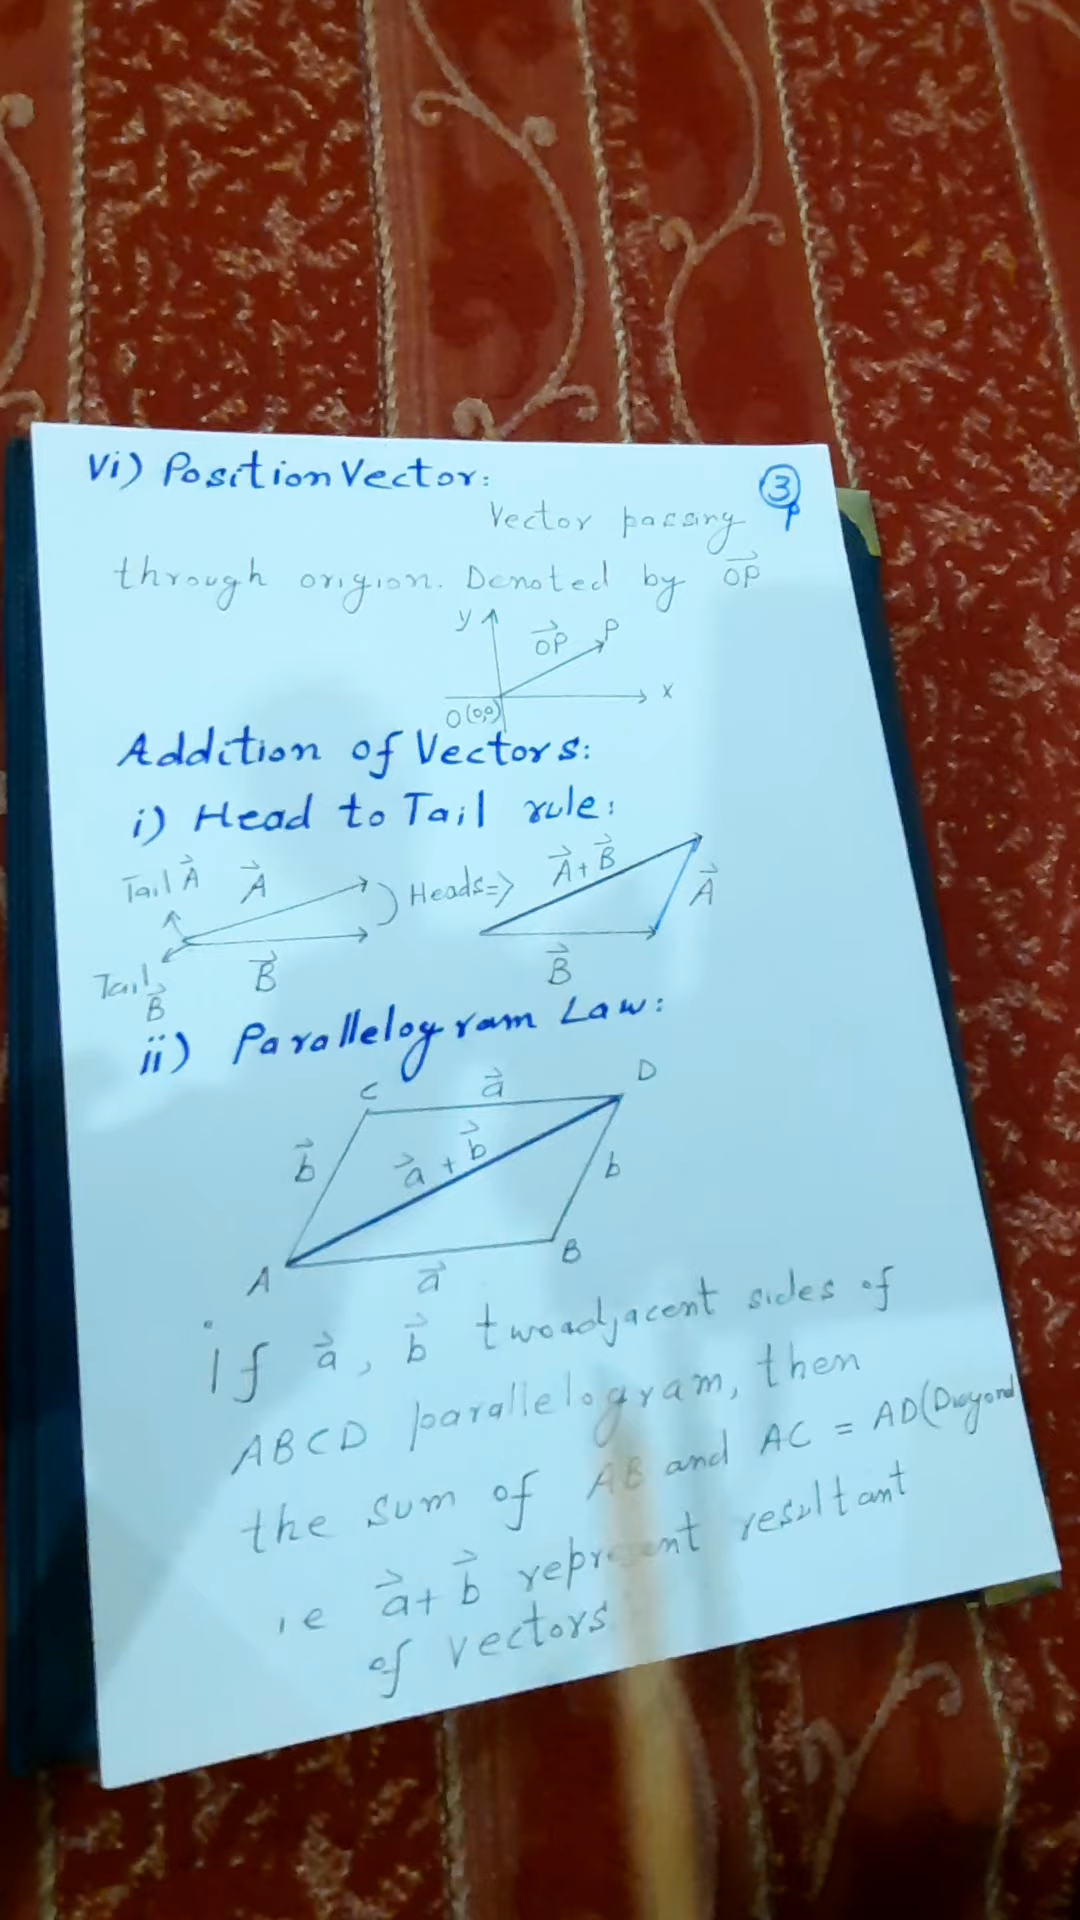 vi) Position Vector:
3
Vector passing
through origion. Denoted by OP
y
OP
P
x
O(0,0)
Addition of Vectors:
i) Head to Tail rule:
Tail A
A
Heads=>
A+B
A
Tail B
B
B
ii) Parallelogram Law:
C
a
D
b
a+b
b
A
a
B
if a, b two adjacent sides of
ABCD parallelogram, then
the sum of AB and AC = AD(
ie a+b represent resultant
of vectors